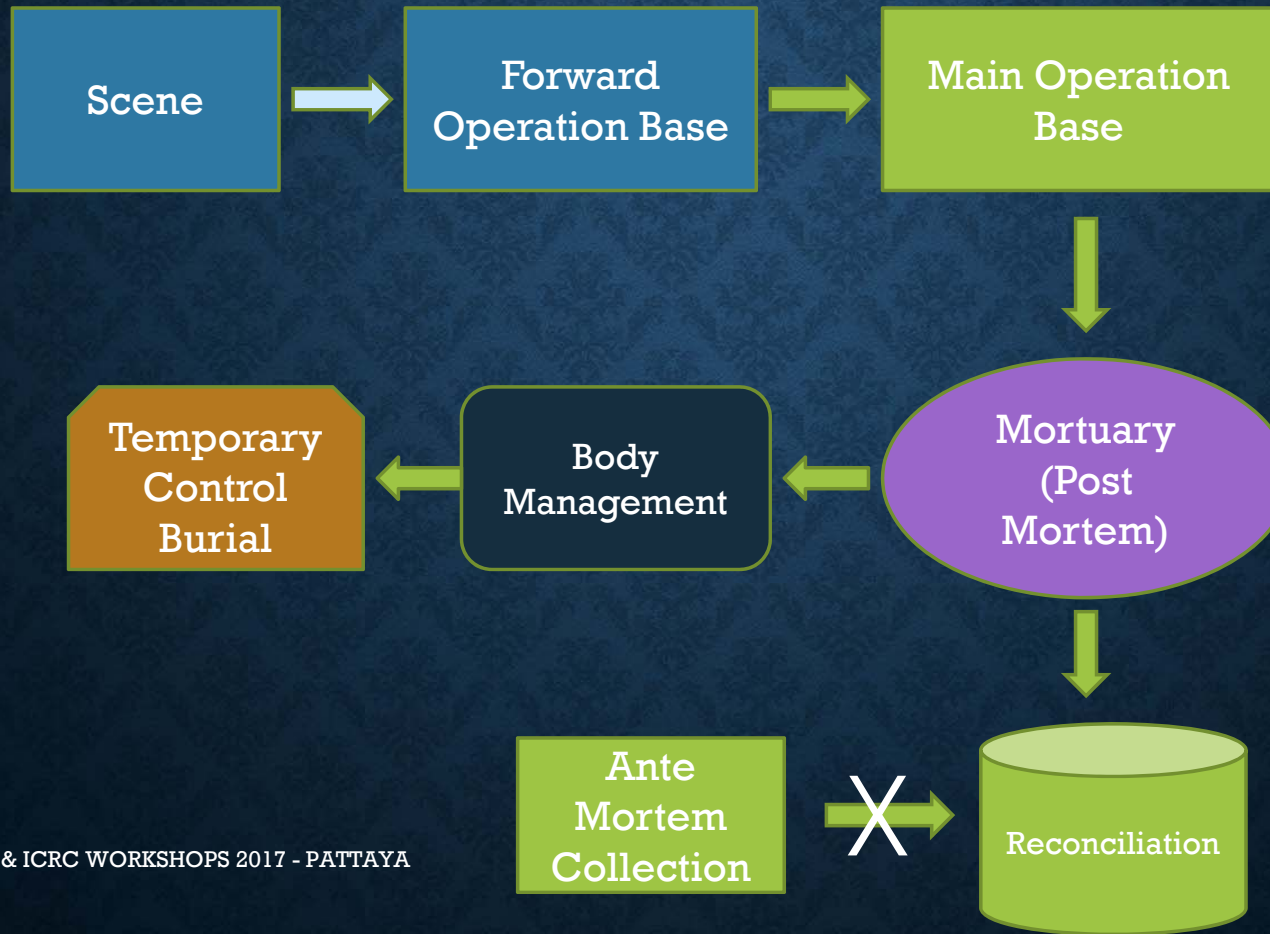 Scene
Forward
Operation Base
Main Operation
Base
Temporary
Control
Burial
Body
Management
Mortuary
(Post
Mortem)
Ante
Mortem
Collection
X
Reconciliation
& ICRC WORKSHOPS 2017 - PATTAYA